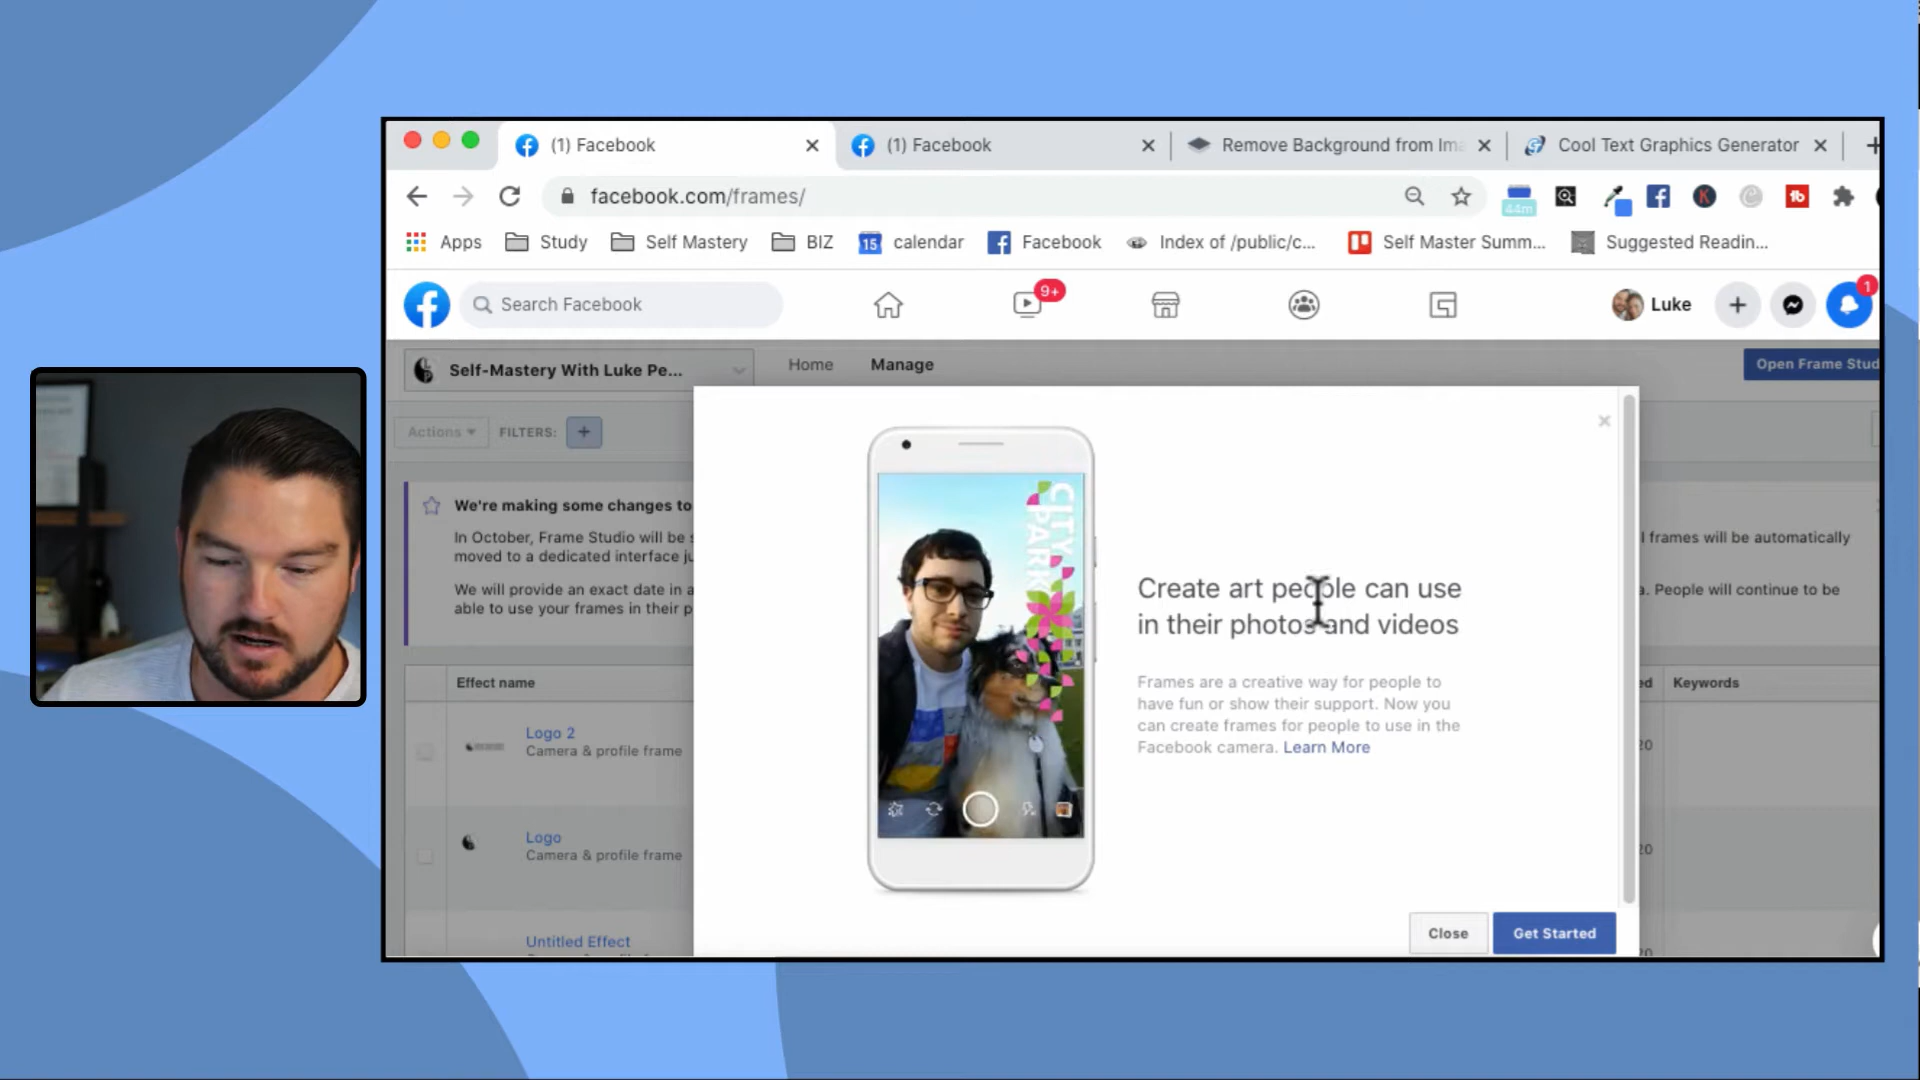 (1) Facebook
(1) Facebook
Remove Background from Ima
Cool Text Graphics Generator
facebook.com/frames/
44m
Apps
Study
Self Mastery
BIZ
15
calendar
Facebook
Index of /public/c...
Self Master Summ...
Suggested Readin...
Search Facebook
9+
Luke
1
Self-Mastery With Luke Pe...
Home
Manage
Open Frame Stud
Actions
FILTERS:
We're making some changes to
In October, Frame Studio will be
moved to a dedicated interface
We will provide an exact date in a
able to use your frames in their p
l frames will be automatically
a. People will continue to be
Effect name
Keywords
Logo 2
Camera & profile frame
Logo
Camera & profile frame
Untitled Effect
CITY
PARK
Create art people can use
in their photos and videos
Frames are a creative way for people to
have fun or show their support. Now you
can create frames for people to use in the
Facebook camera. Learn More
Close
Get Started